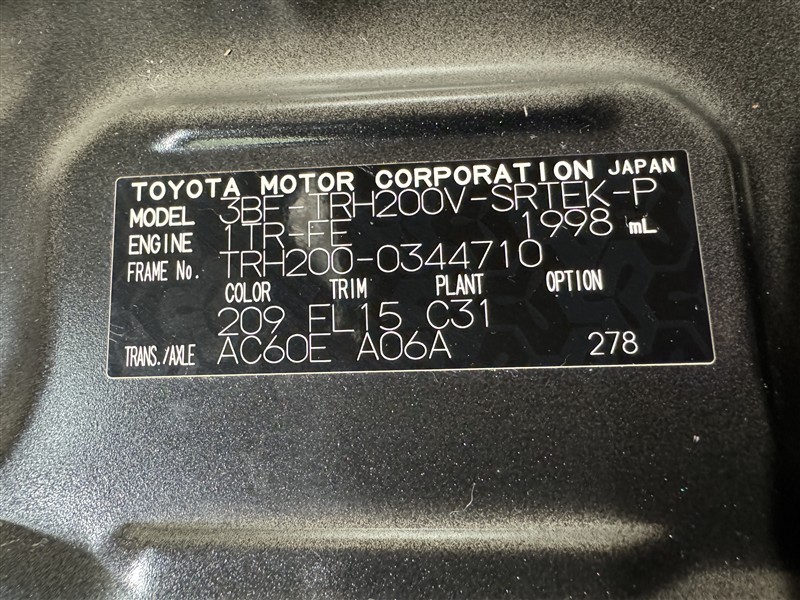 TOYOTA MOTOR CORPORATION JAPAN
MODEL 3BF-TRH200V-SRTEK-P
ENGINE 1TR-FE 1998 mL
FRAME No. TRH200-0344710
COLOR TRIM PLANT OPTION
209 FL15 C31
TRANS./AXLE AC60E A06A 278